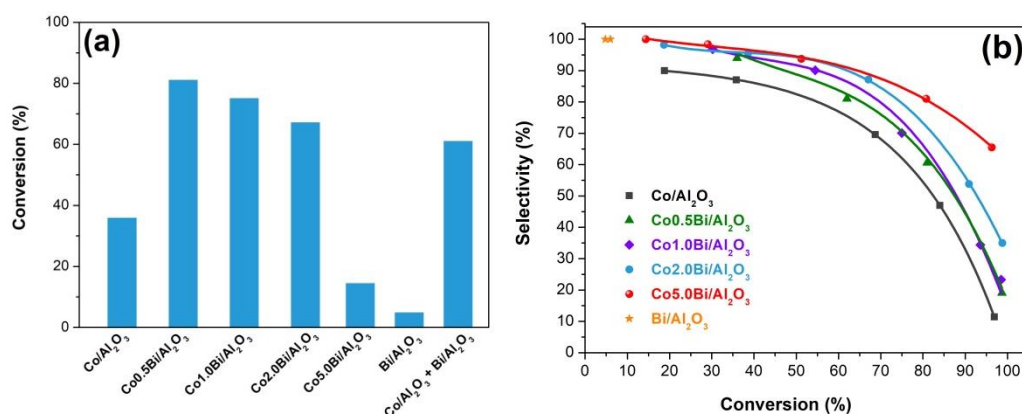 (a)
Conversion (%)
100
80
60
40
20
0
Co/Al₂O₃
Co0.5Bi/Al₂O₃
Co1.0Bi/Al₂O₃
Co2.0Bi/Al₂O₃
Co5.0Bi/Al₂O₃
Bi/Al₂O₃
Co/Al₂O₃ + Bi/Al₂O₃
(b)
Selectivity (%)
100
90
80
70
60
50
40
30
20
10
0
Co/Al₂O₃
Co0.5Bi/Al₂O₃
Co1.0Bi/Al₂O₃
Co2.0Bi/Al₂O₃
Co5.0Bi/Al₂O₃
Bi/Al₂O₃
0 10 20 30 40 50 60 70 80 90 100
Conversion (%)